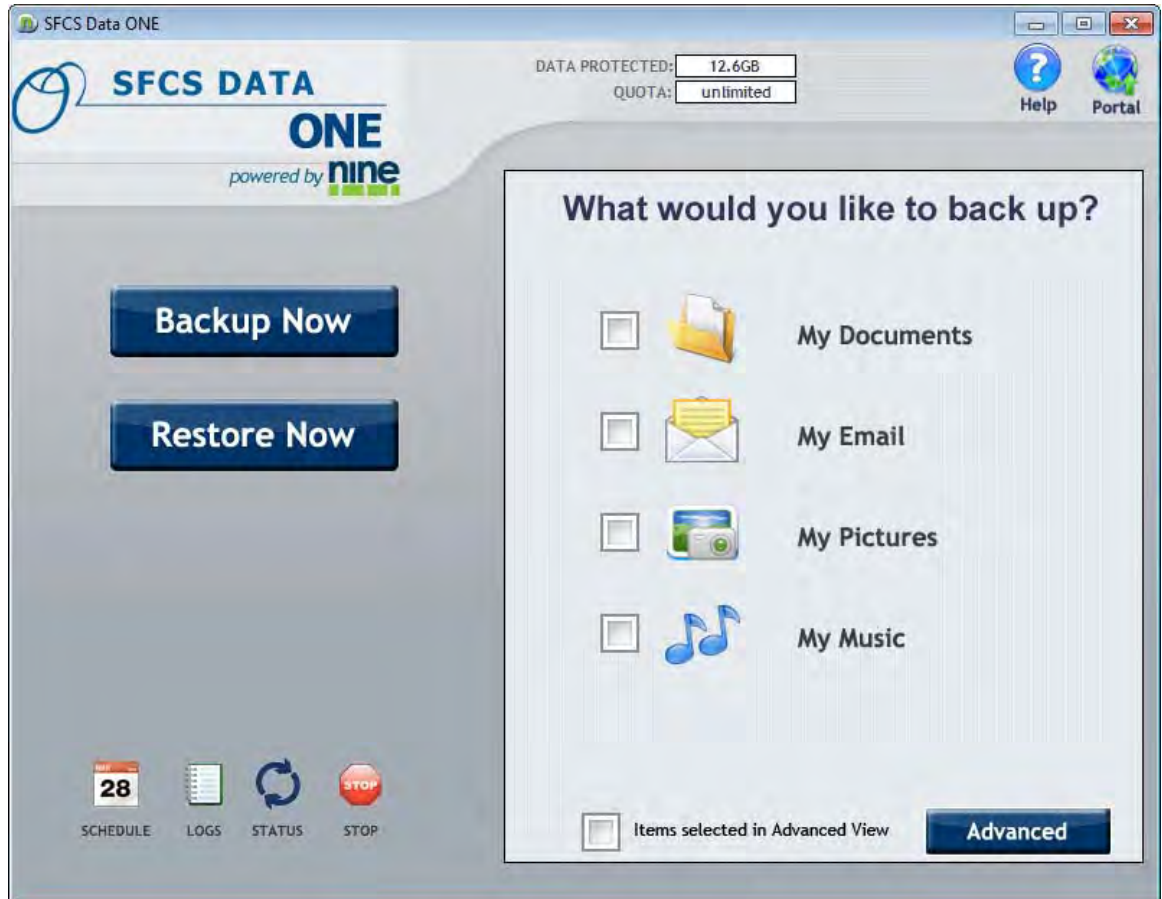 SFCS Data ONE
SFCS DATA
ONE
powered by nine
DATA PROTECTED: 12.6GB
QUOTA: unlimited
Help
Portal
What would you like to back up?
Backup Now
Restore Now
My Documents
My Email
My Pictures
My Music
28
STOP
SCHEDULE
LOGS
STATUS
STOP
Items selected in Advanced View
Advanced